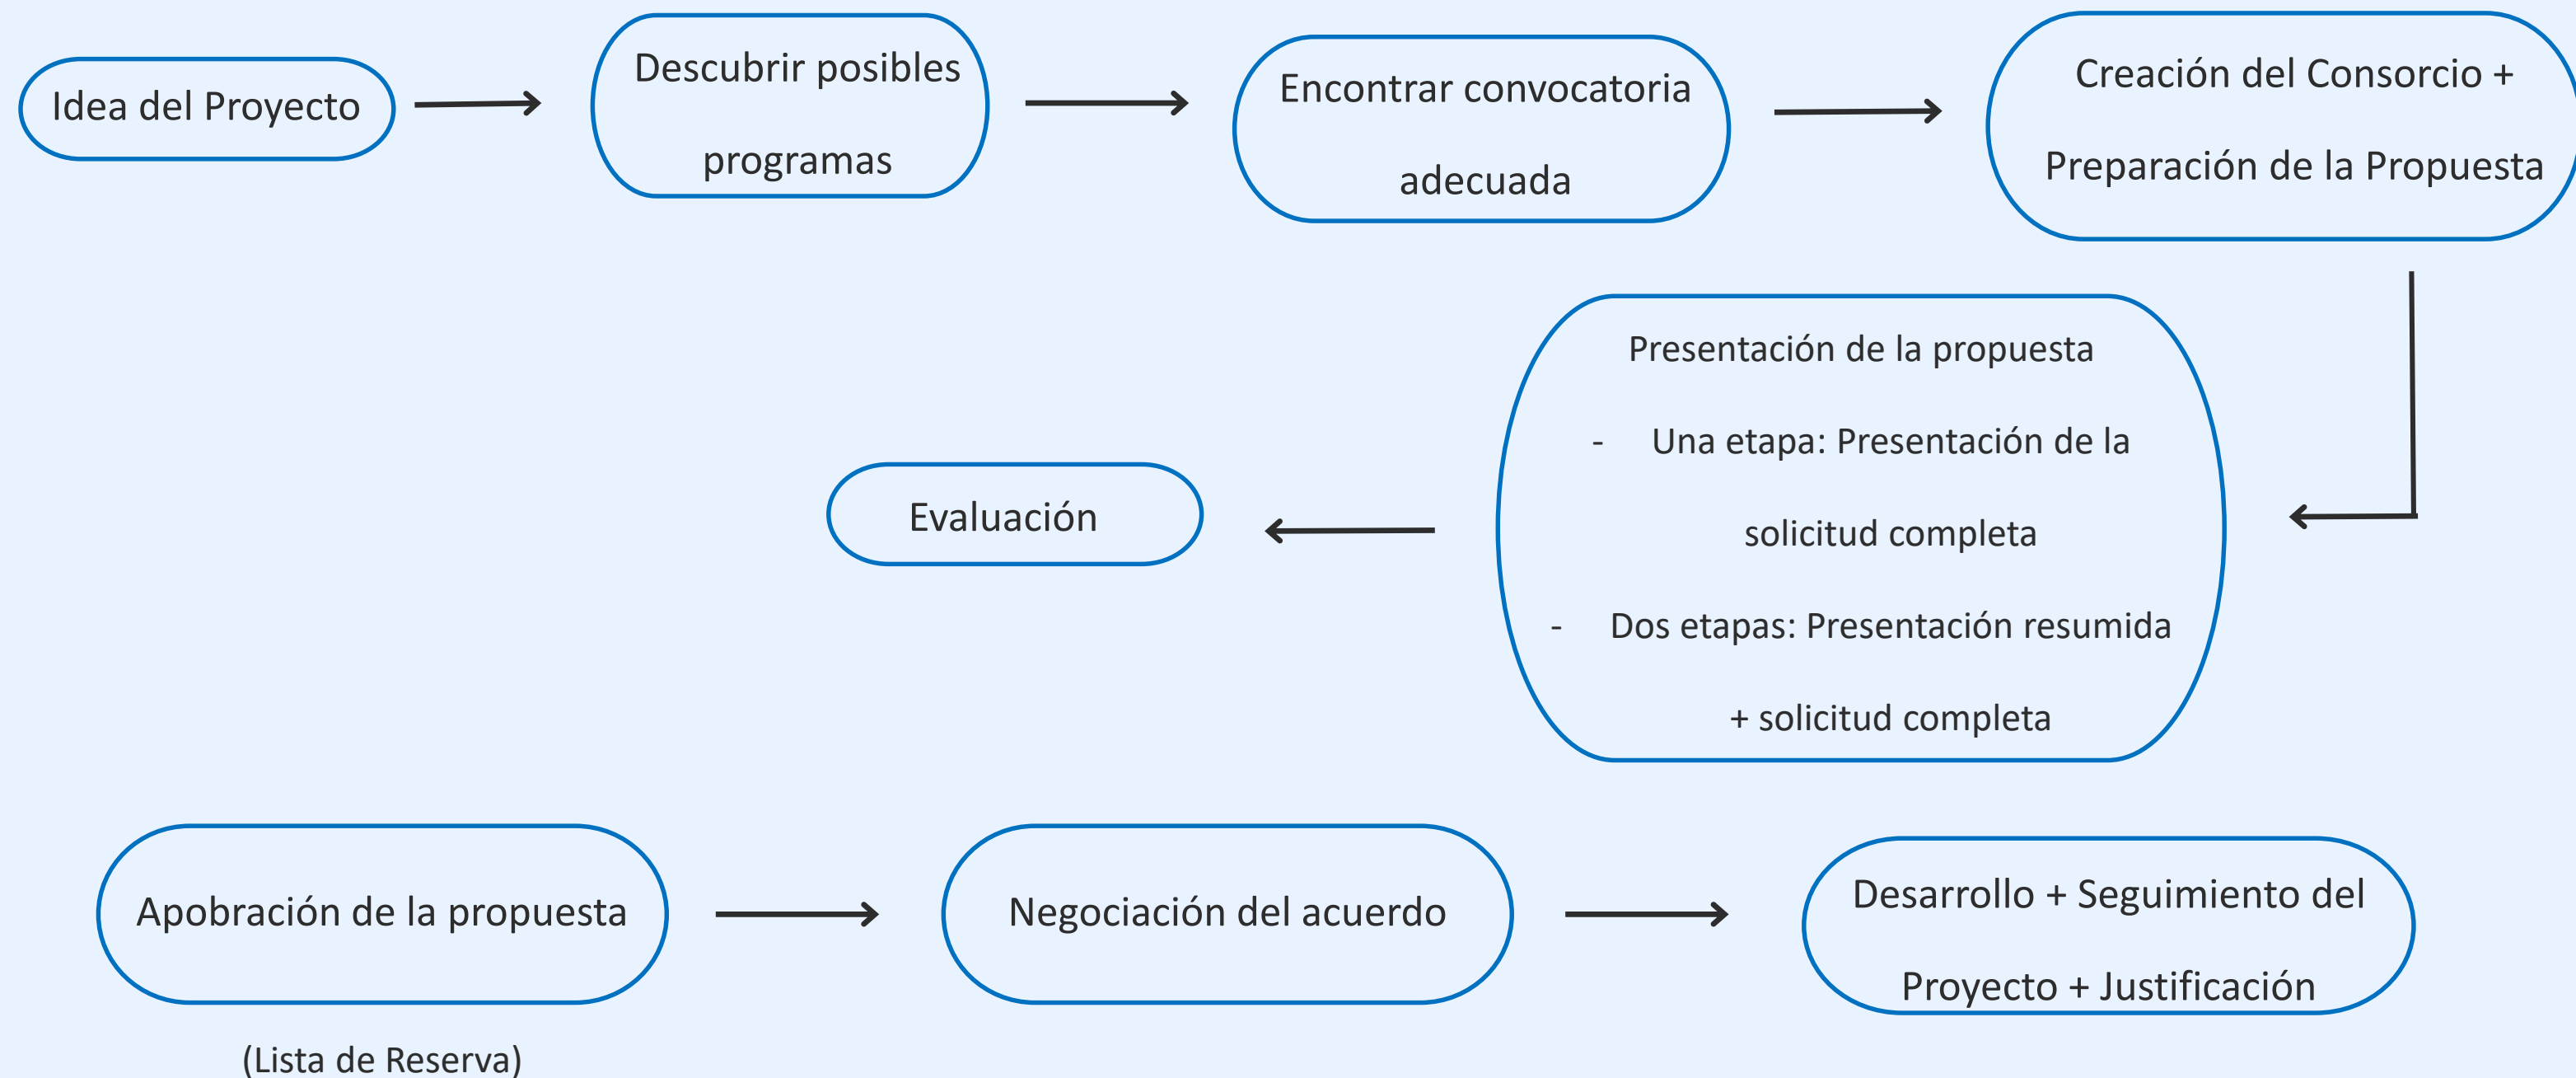 Idea del Proyecto
Descubrir posibles
programas
Encontrar convocatoria
adecuada
Creación del Consorcio +
Preparación de la Propuesta
Presentación de la propuesta
- Una etapa: Presentación de la
solicitud completa
- Dos etapas: Presentación resumida
+ solicitud completa
Evaluación
Apobración de la propuesta
(Lista de Reserva)
Negociación del acuerdo
Desarrollo + Seguimiento del
Proyecto + Justificación